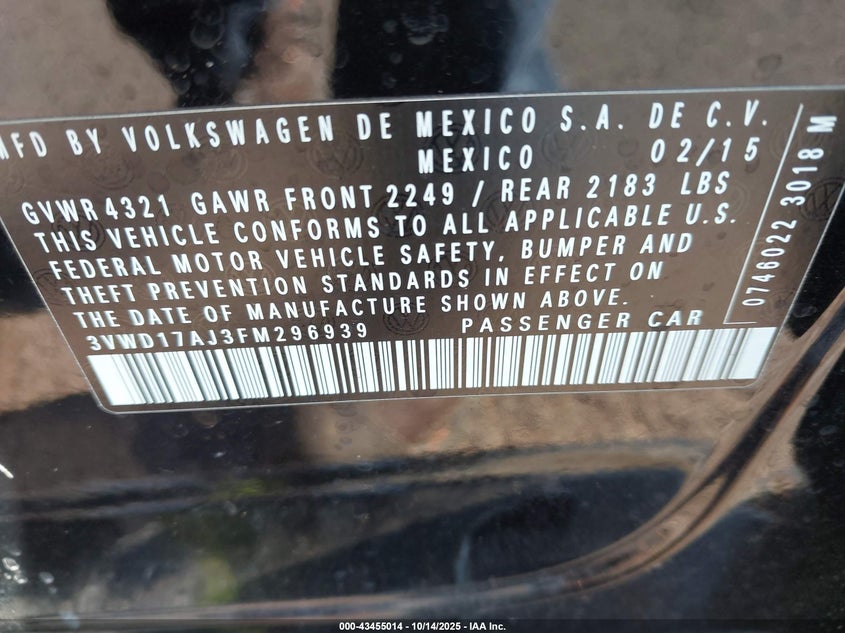 MFD BY VOLKSWAGEN DE MEXICO S.A. DE C.V.
MEXICO 02/15
GVWR 4321 GAWR FRONT 2249 / REAR 2183 LBS
THIS VEHICLE CONFORMS TO ALL APPLICABLE U.S.
FEDERAL MOTOR VEHICLE SAFETY, BUMPER AND
THEFT PREVENTION STANDARDS IN EFFECT ON
THE DATE OF MANUFACTURE SHOWN ABOVE.
3VWD17AJ3FM296939 PASSENGER CAR
0746022 3018 M
000-43455014 - 10/14/2025 - IAA Inc.